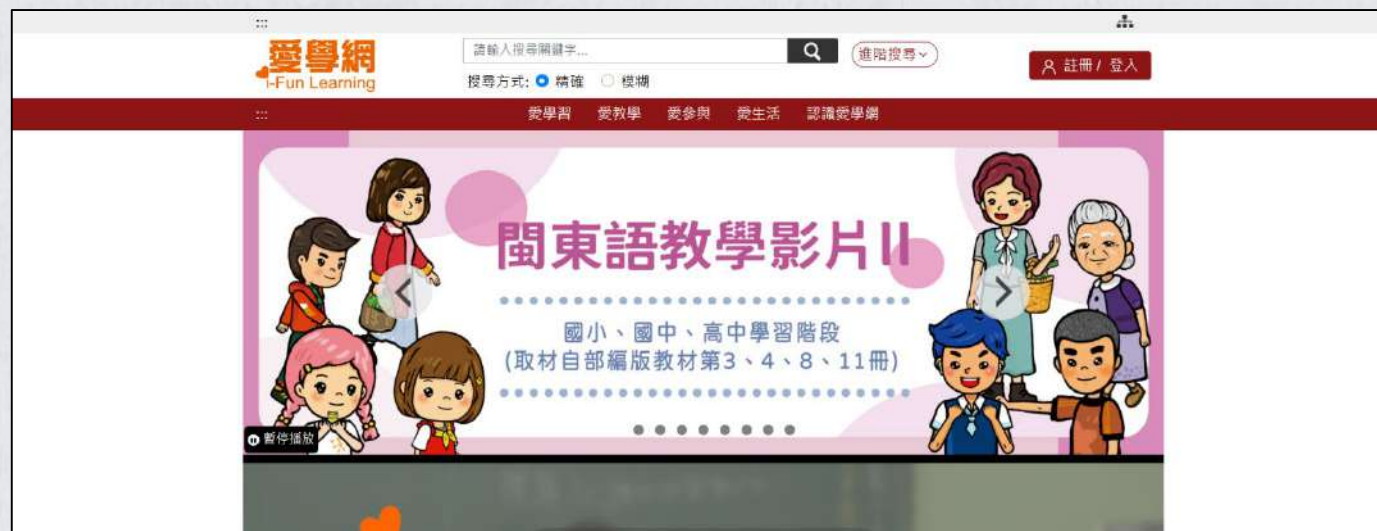 :::
愛學網
i-Fun Learning
請輸入搜尋關鍵字...
進階搜尋
註冊 / 登入
搜尋方式: 精確 模糊
:::
愛學習 愛教學 愛參與 愛生活 認識愛學網
閩東語教學影片II
國小、國中、高中學習階段
(取材自部編版教材第3、4、8、11冊)
暫停播放